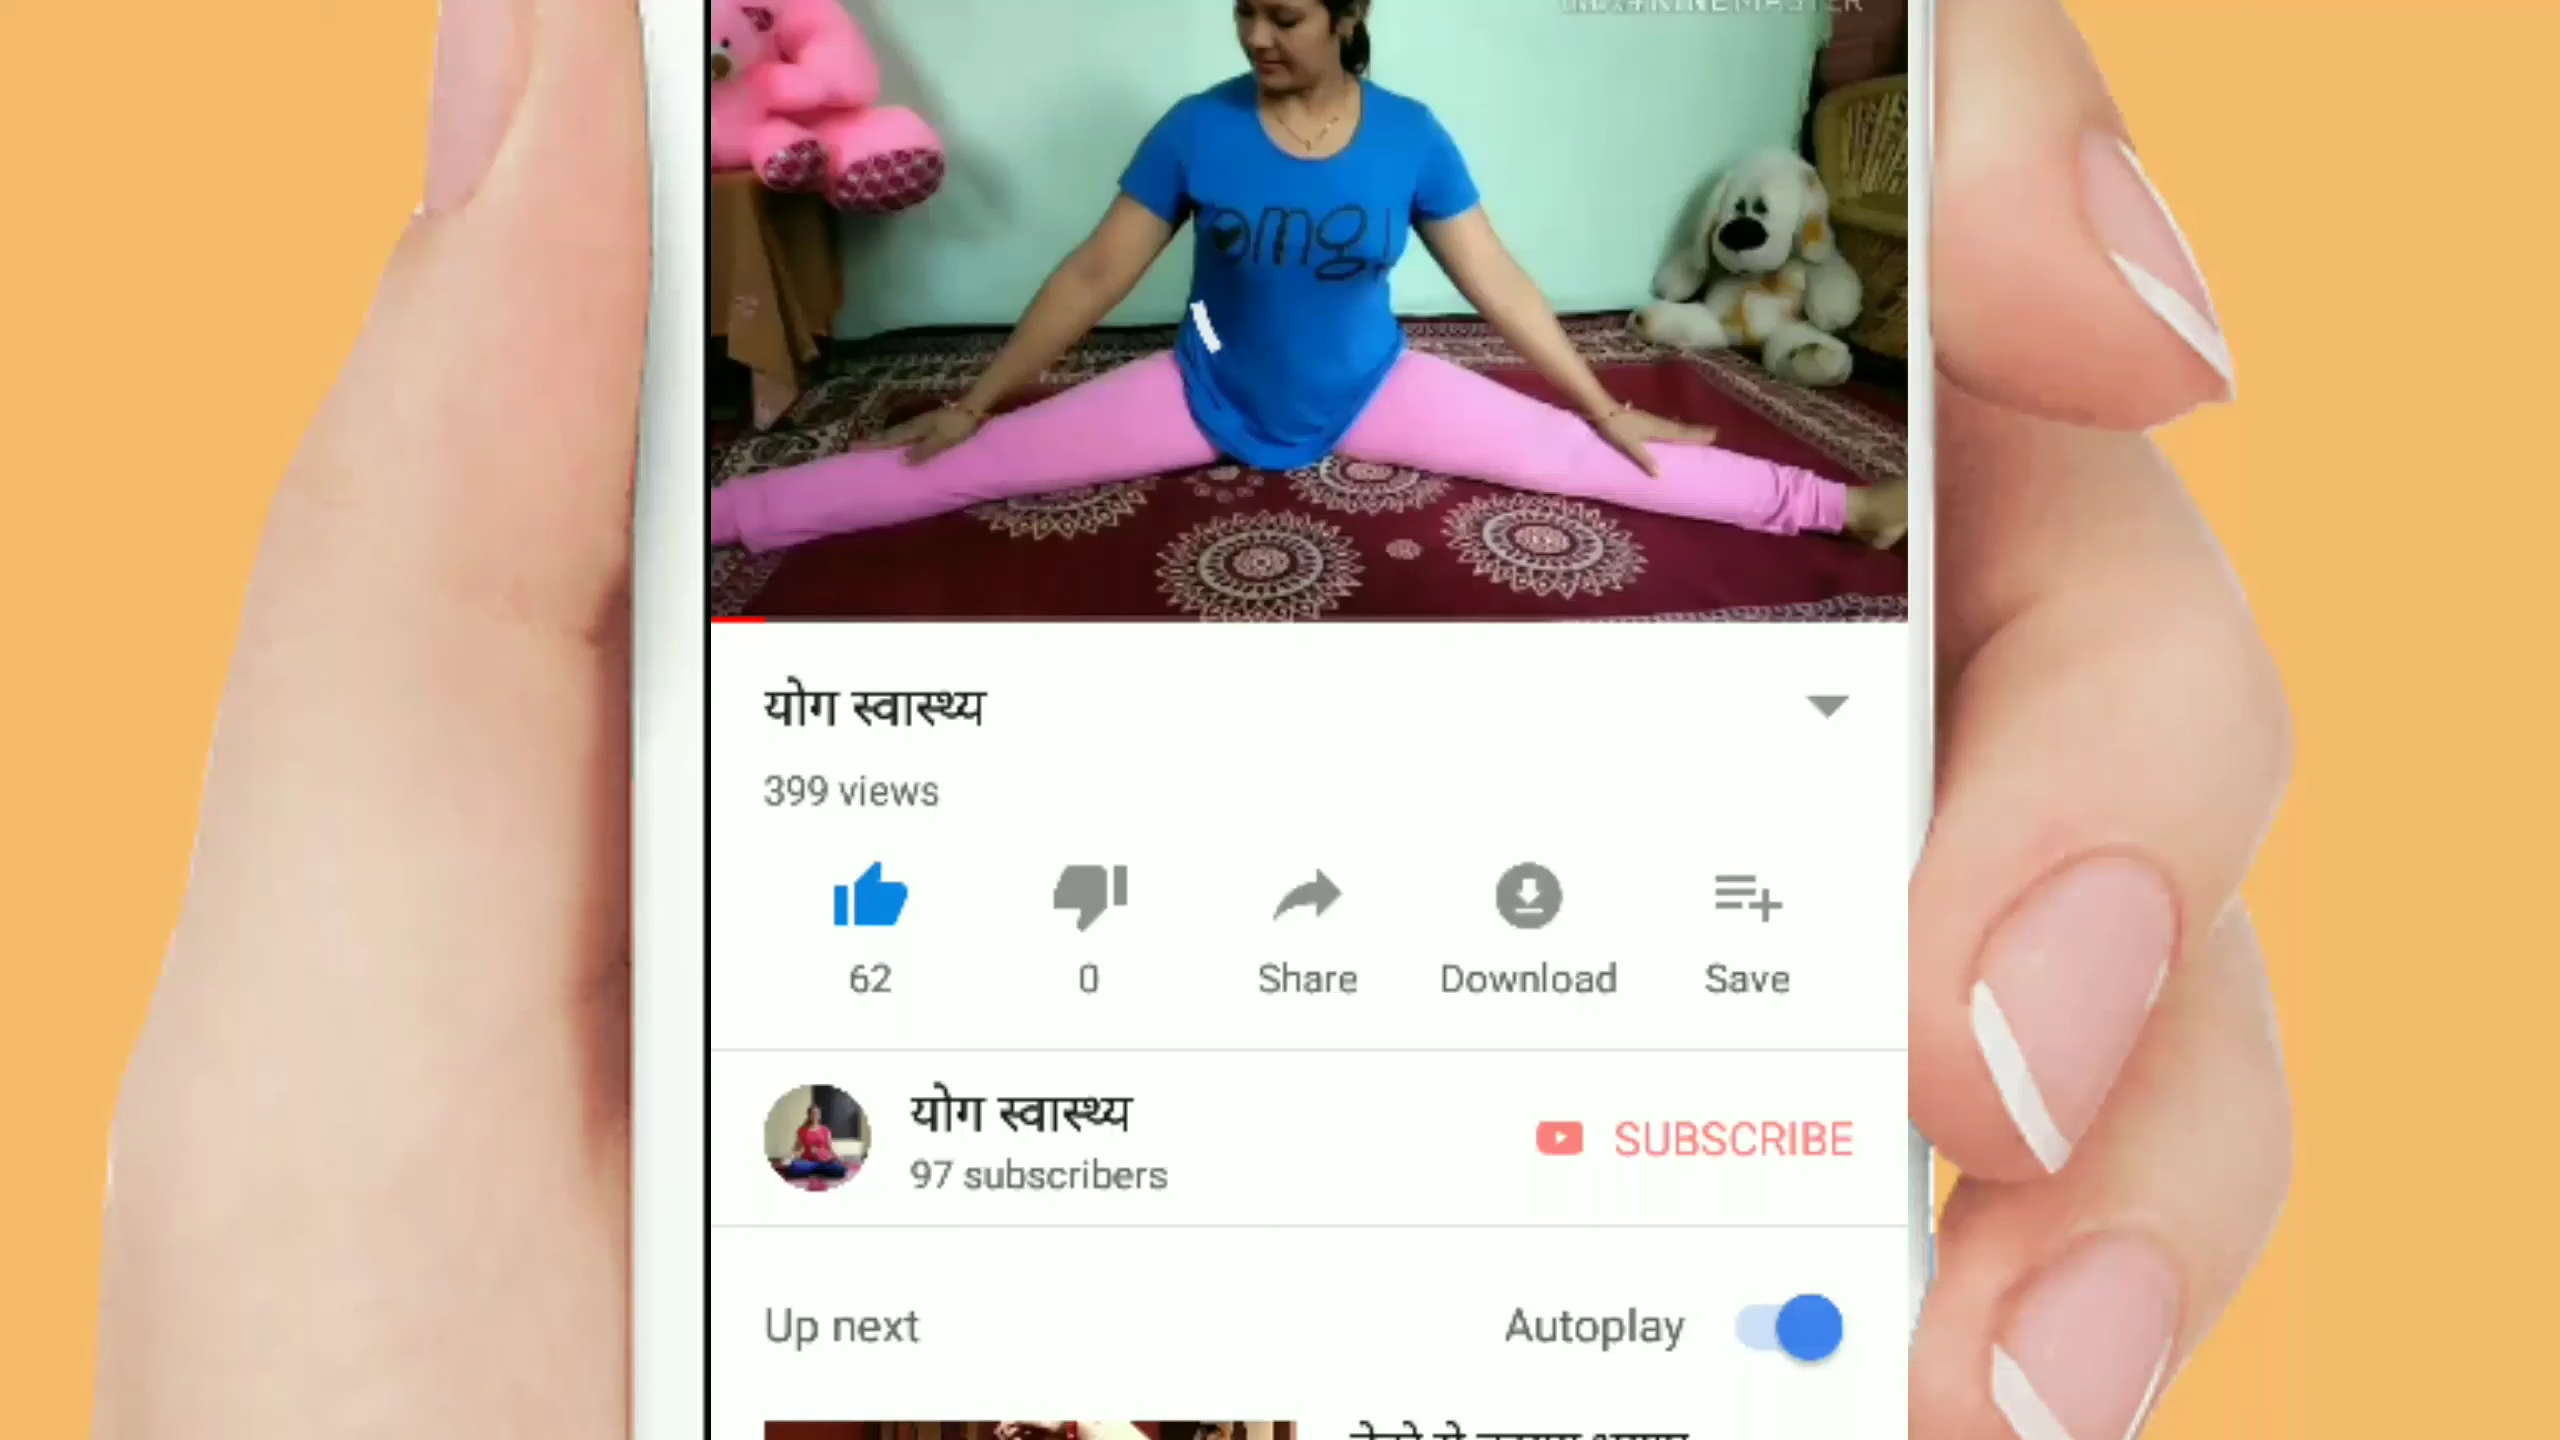 omg!
योग स्वास्थ्य
399 views
62
0
Share
Download
Save
योग स्वास्थ्य
97 subscribers
SUBSCRIBE
Up next
Autoplay